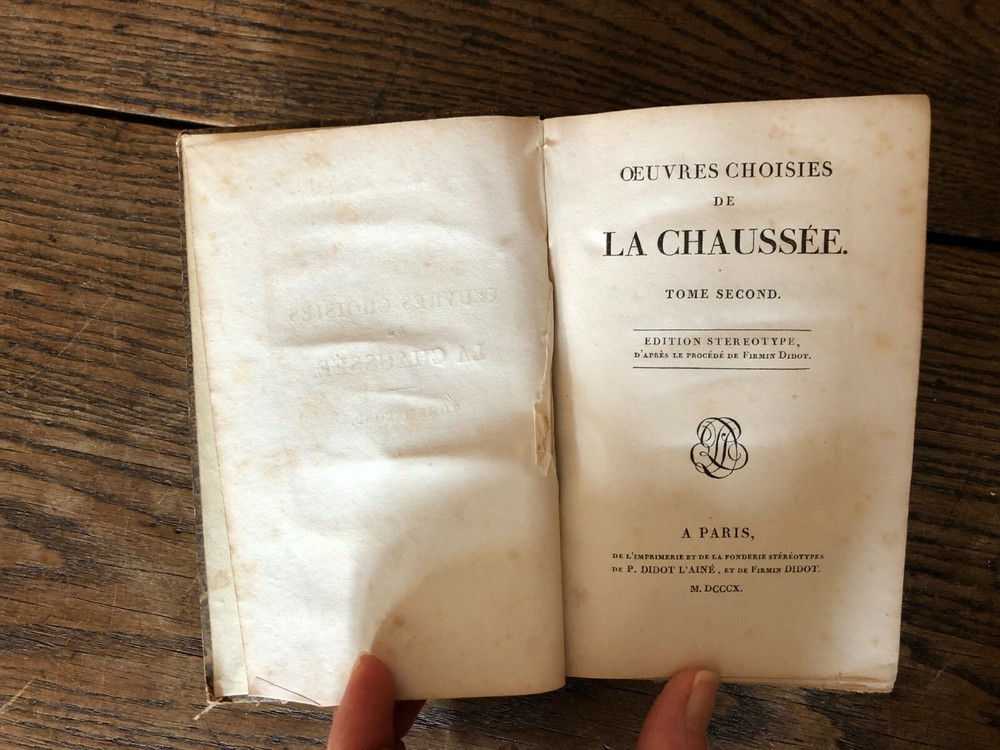 ŒUVRES CHOISIES
DE
LA CHAUSSÉE.
TOME SECOND.
EDITION STEREOTYPE,
D'APRÈS LE PROCÉDÉ DE FIRMIN DIDOT.
A PARIS,
DE L'IMPRIMERIE ET DE LA FONDERIE STÉRÉOTYPES
DE P. DIDOT L'AINÉ, ET DE FIRMIN DIDOT.
M. DCCCX.